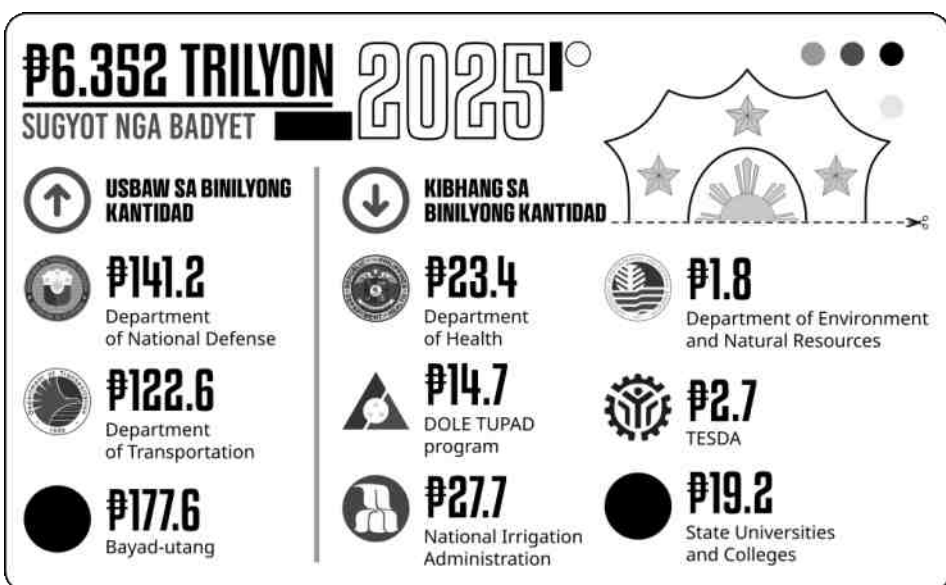 ₱6.352 TRILYON
2025
SUGYOT NGA BADYET
USBAW SA BINILYONG
KANTIDAD
₱141.2
Department
of National Defense
₱122.6
Department
of Transportation
₱177.6
Bayad-utang
KIBHANG SA
BINILYONG KANTIDAD
₱23.4
Department
of Health
₱14.7
DOLE TUPAD
program
₱27.7
National Irrigation
Administration
₱1.8
Department of Environment
and Natural Resources
₱2.7
TESDA
₱19.2
State Universities
and Colleges